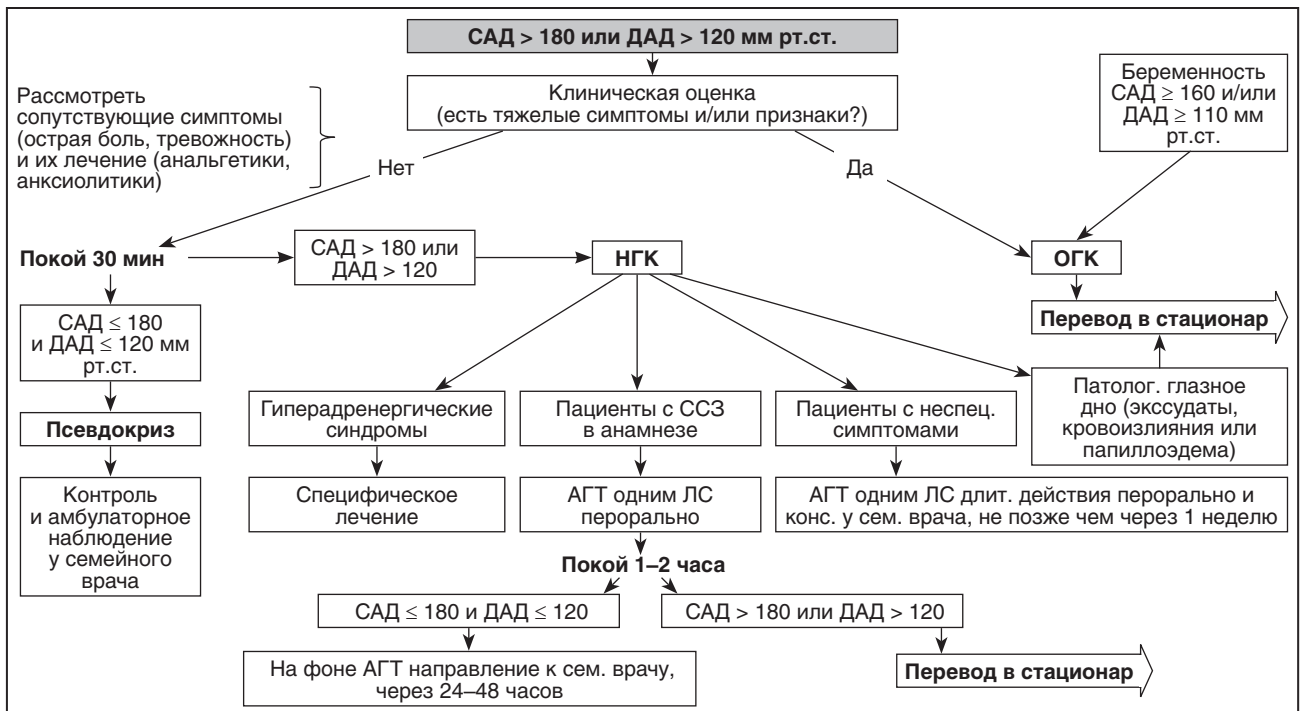 САД > 180 или ДАД > 120 мм рт.ст.
Клиническая оценка
(есть тяжелые симптомы и/или признаки?)
Беременность
САД ≥ 160 и/или
ДАД ≥ 110 мм
рт.ст.
Рассмотреть
сопутствующие симптомы
(острая боль, тревожность)
и их лечение (анальгетики,
анксиолитики)
Нет
Да
Покой 30 мин
САД > 180 или
ДАД > 120
НГК
ОГК
Перевод в стационар
САД ≤ 180
и ДАД ≤ 120 мм
рт.ст.
Псевдокриз
Контроль
и амбулаторное
наблюдение
у семейного
врача
Гиперадренергические
синдромы
Пациенты с ССЗ
в анамнезе
Пациенты с неспец.
симптомами
Патолог. глазное
дно (экссудаты,
кровоизлияния или
папиллоэдема)
Специфическое
лечение
АГТ одним ЛС
перорально
АГТ одним ЛС длит. действия перорально и
конс. у сем. врача, не позже чем через 1 неделю
Покой 1–2 часа
САД ≤ 180 и ДАД ≤ 120
САД > 180 или ДАД > 120
На фоне АГТ направление к сем. врачу,
через 24–48 часов
Перевод в стационар